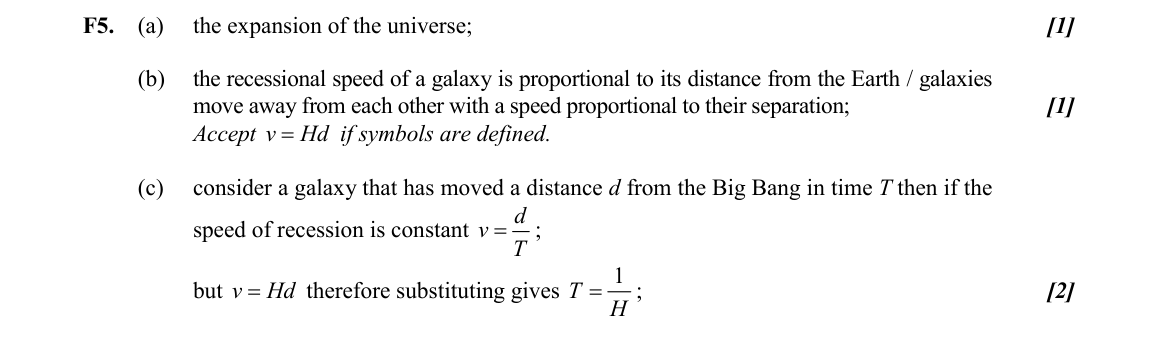 F5. (a) the expansion of the universe; [1]
(b) the recessional speed of a galaxy is proportional to its distance from the Earth / galaxies
move away from each other with a speed proportional to their separation; [1]
Accept v = Hd if symbols are defined.
(c) consider a galaxy that has moved a distance d from the Big Bang in time T then if the
speed of recession is constant v = d/T ;
but v = Hd therefore substituting gives T = 1/H ; [2]